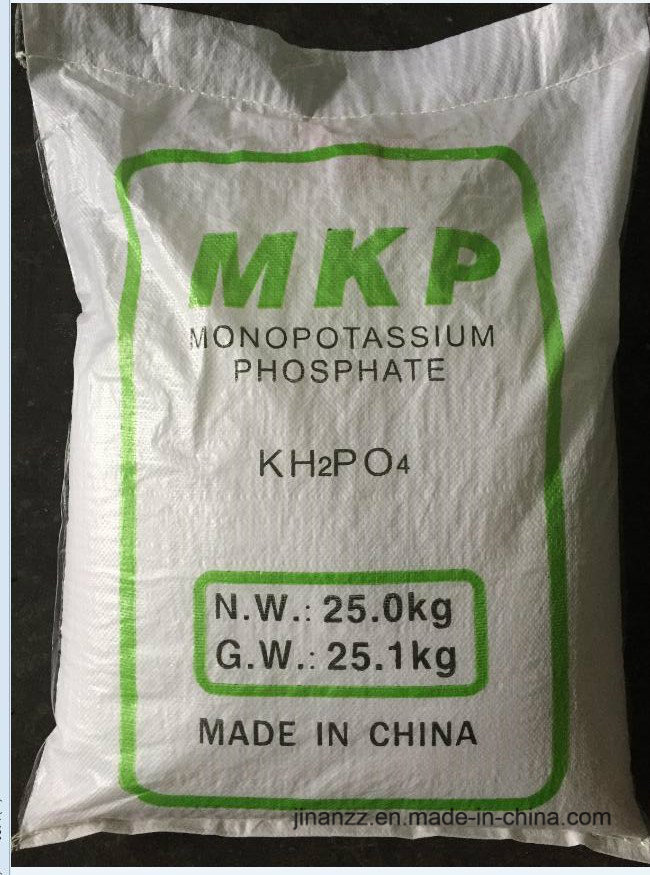 MKP
MONOPOTASSIUM
PHOSPHATE
KH₂PO₄
N.W.: 25.0kg
G.W.: 25.1kg
MADE IN CHINA
jinanzz.en.made-in-china.com